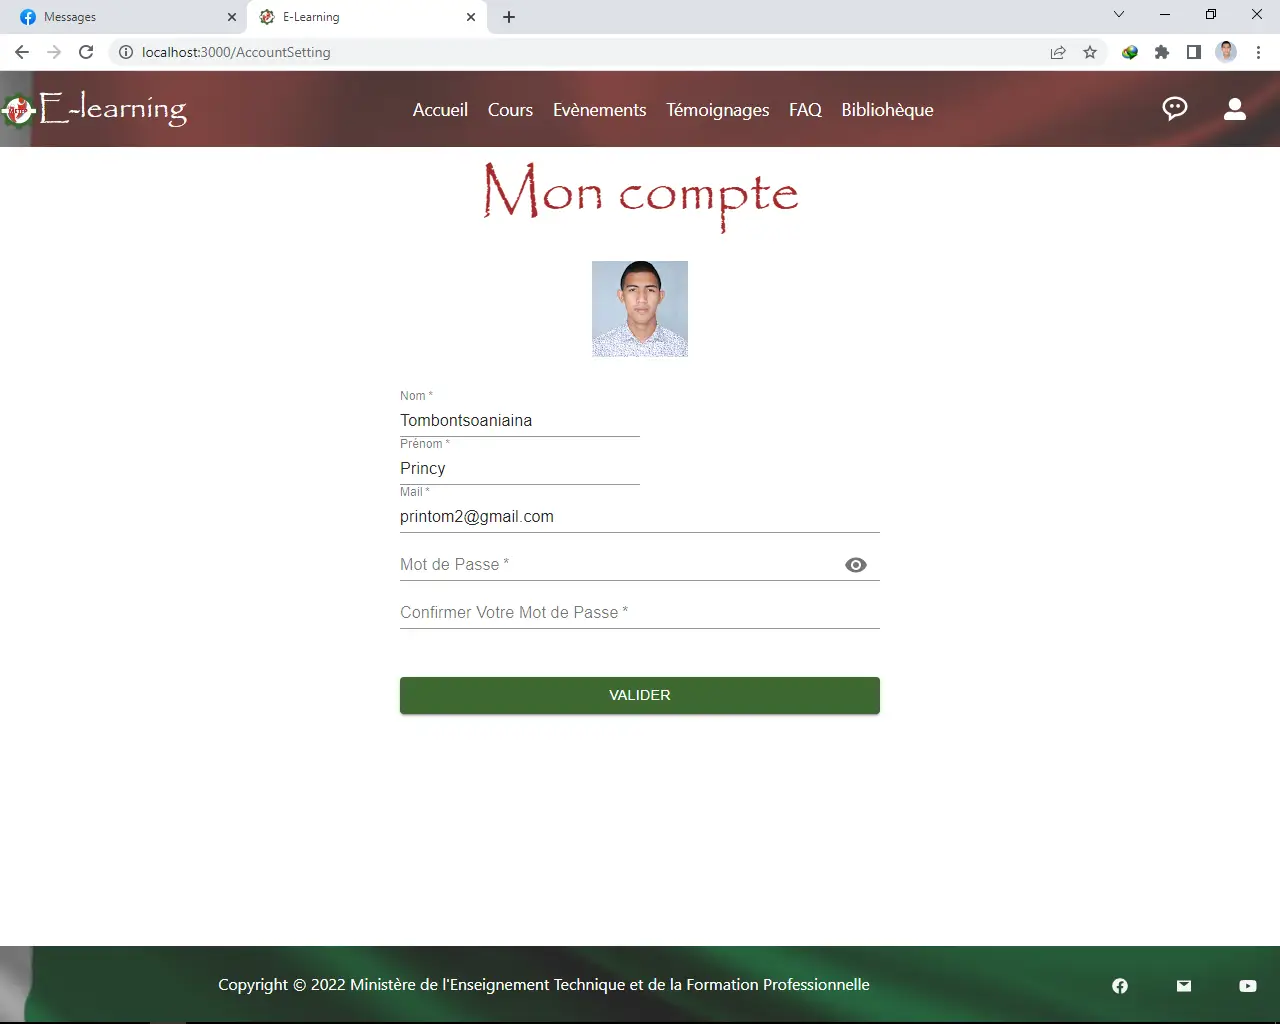 Messages
E-Learning
localhost:3000/AccountSetting
E-learning
Accueil Cours Evènements Témoignages FAQ Bibliohèque
Mon compte
Nom *
Tombontsoaniaina
Prénom *
Princy
Mail *
printom2@gmail.com
Mot de Passe *
Confirmer Votre Mot de Passe *
VALIDER
Copyright © 2022 Ministère de l'Enseignement Technique et de la Formation Professionnelle